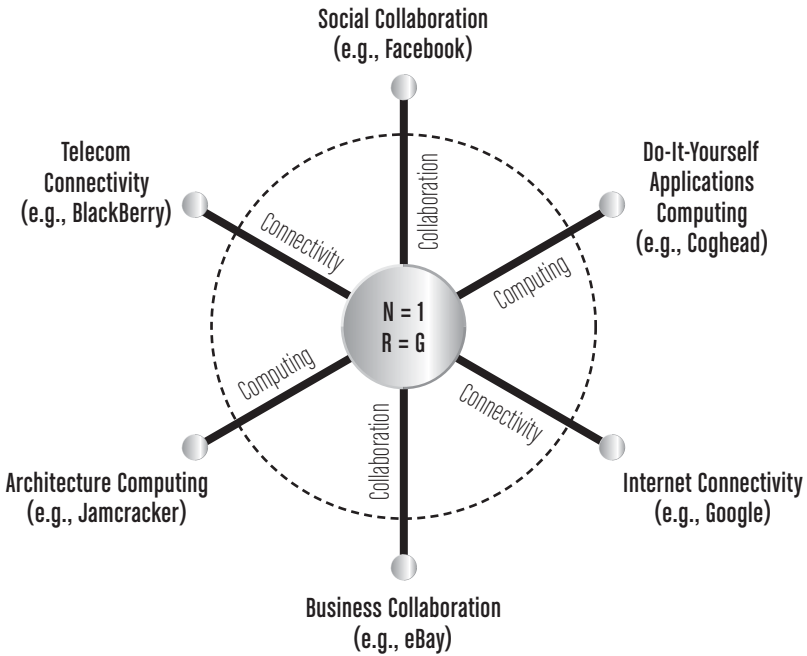 Social Collaboration
(e.g., Facebook)
Telecom
Connectivity
(e.g., BlackBerry)
Do-It-Yourself
Applications
Computing
(e.g., Coghead)
Collaboration
Connectivity
Computing
N = 1
R = G
Computing
Collaboration
Connectivity
Architecture Computing
(e.g., Jamcracker)
Internet Connectivity
(e.g., Google)
Business Collaboration
(e.g., eBay)